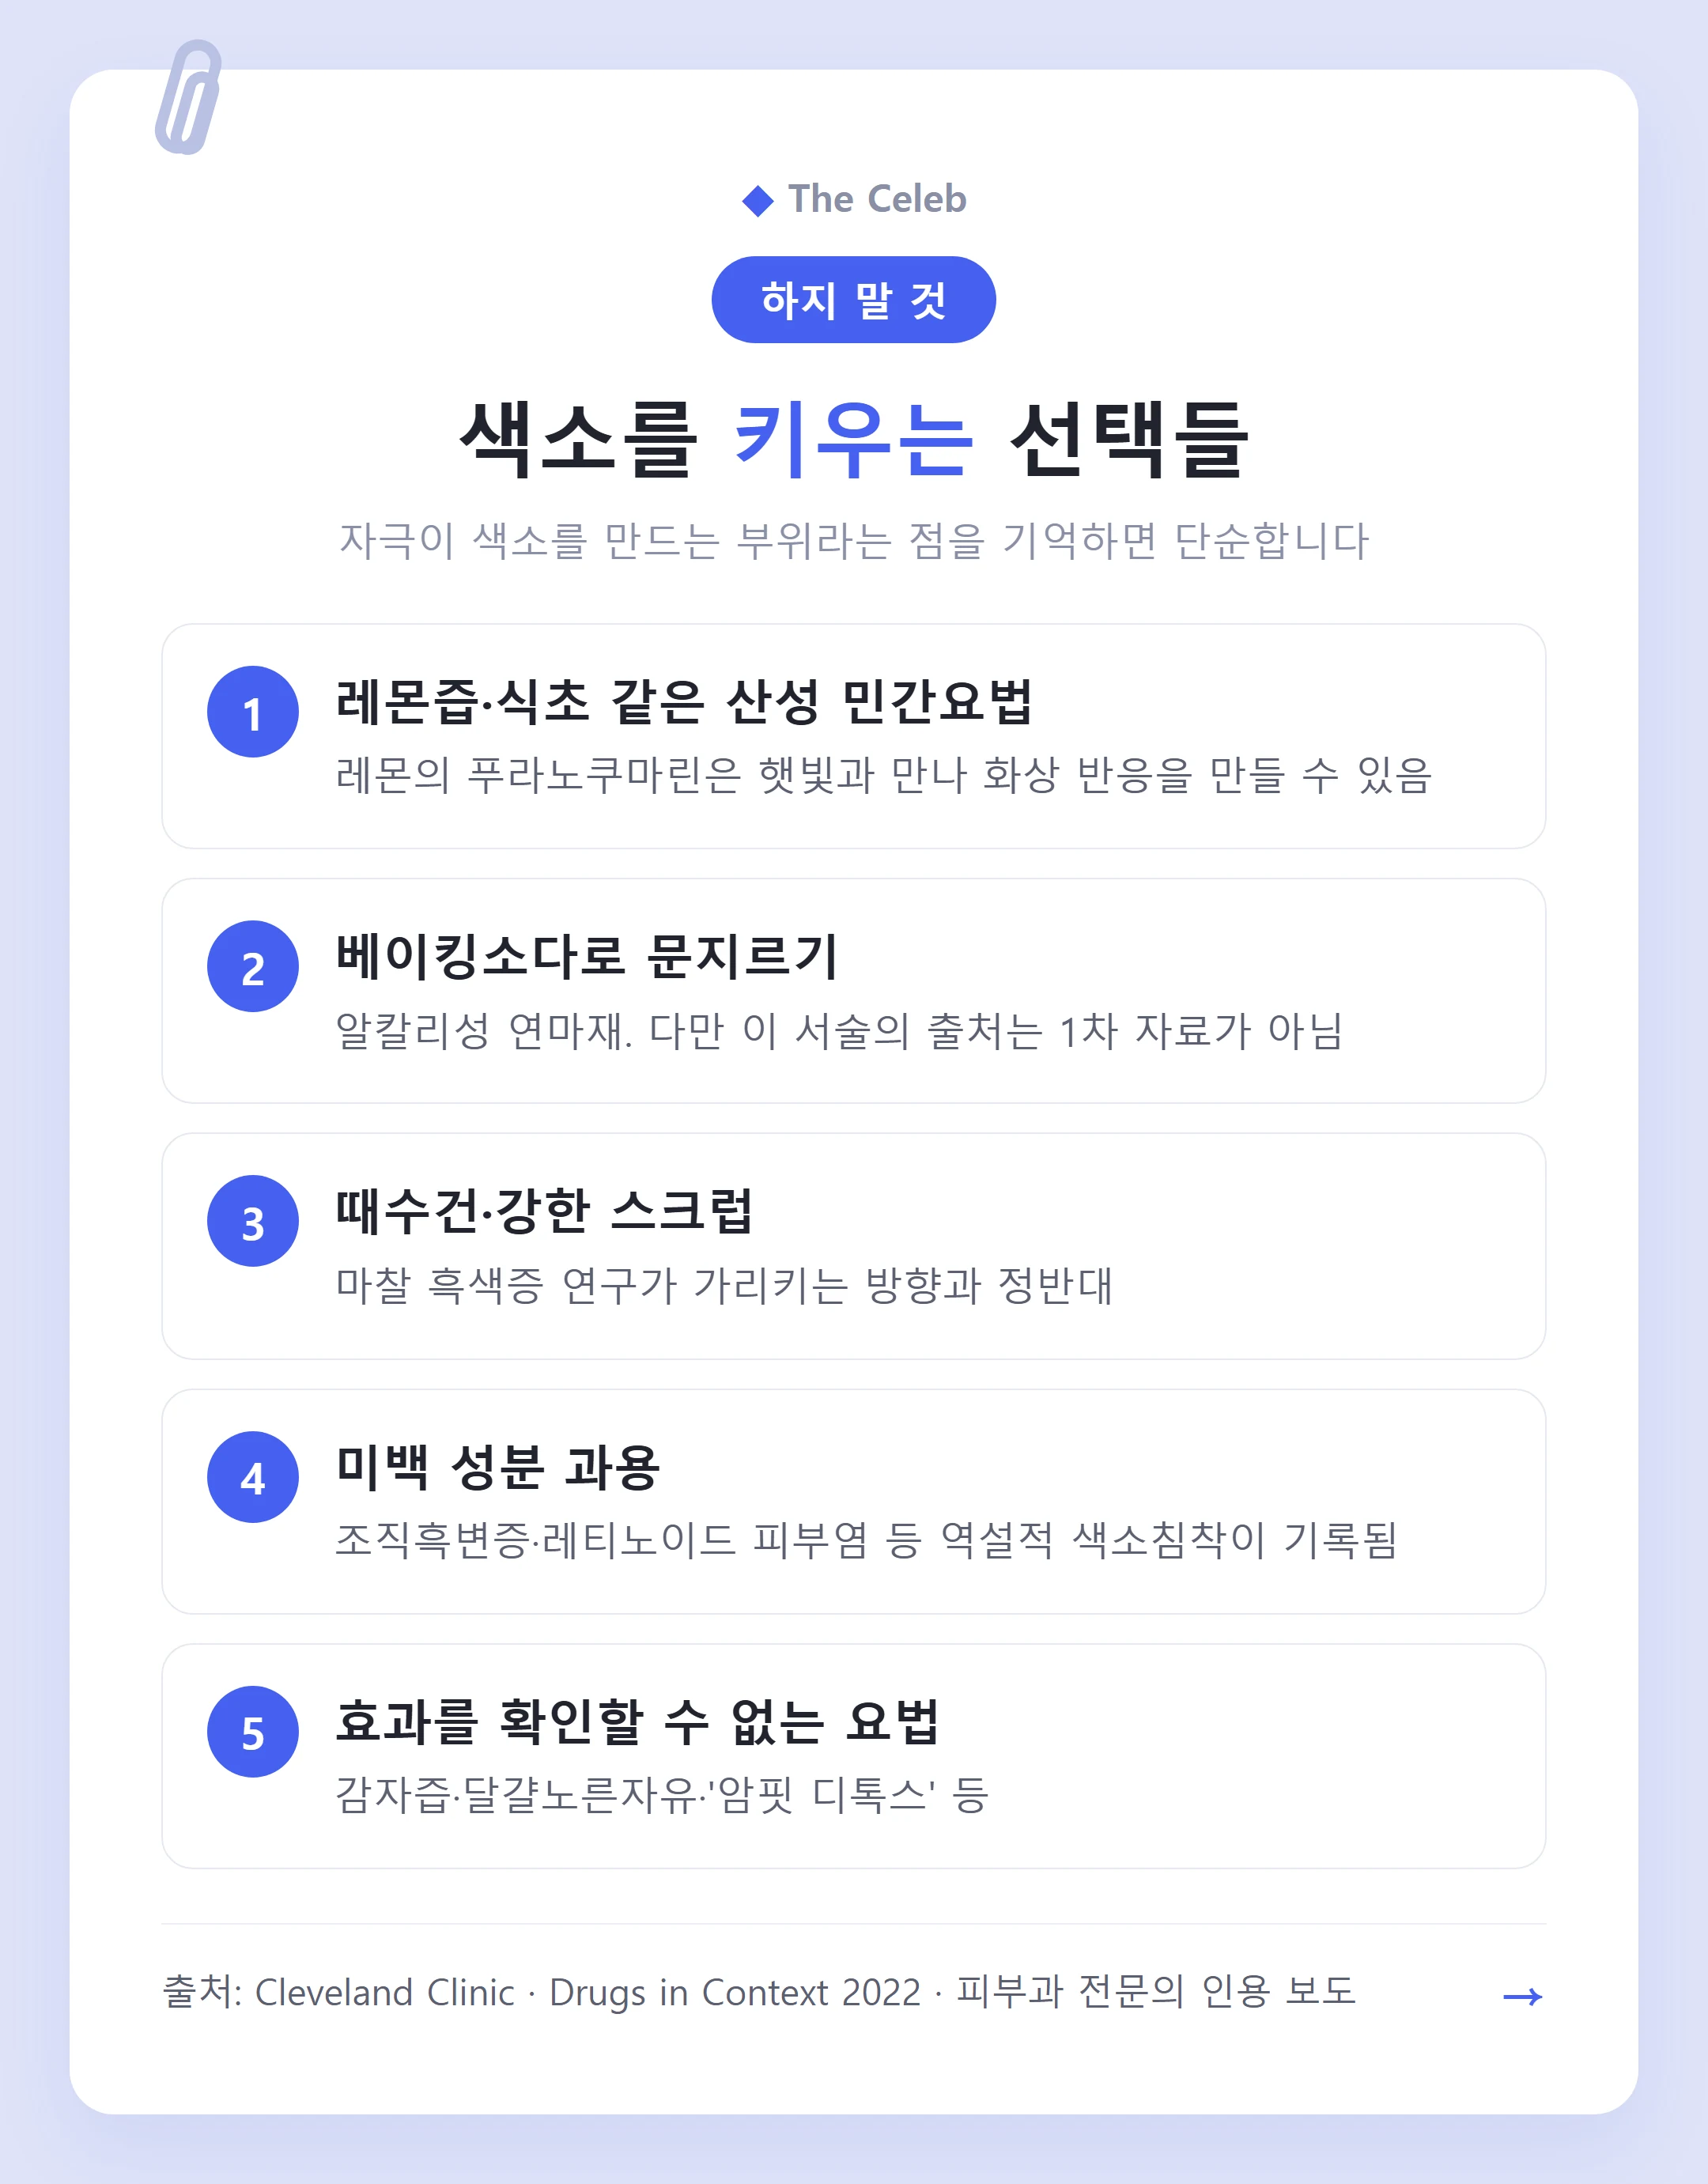 ◆ The Celeb
하지 말 것
색소를 키우는 선택들
자극이 색소를 만드는 부위라는 점을 기억하면 단순합니다
1
레몬즙·식초 같은 산성 민간요법
레몬의 푸라노쿠마린은 햇빛과 만나 화상 반응을 만들 수 있음
2
베이킹소다로 문지르기
알칼리성 연마재. 다만 이 서술의 출처는 1차 자료가 아님
3
때수건·강한 스크럽
마찰 흑색증 연구가 가리키는 방향과 정반대
4
미백 성분 과용
조직흑변증·레티노이드 피부염 등 역설적 색소침착이 기록됨
5
효과를 확인할 수 없는 요법
감자즙·달걀노른자유·'암핏 디톡스' 등
출처: Cleveland Clinic · Drugs in Context 2022 · 피부과 전문의 인용 보도 →